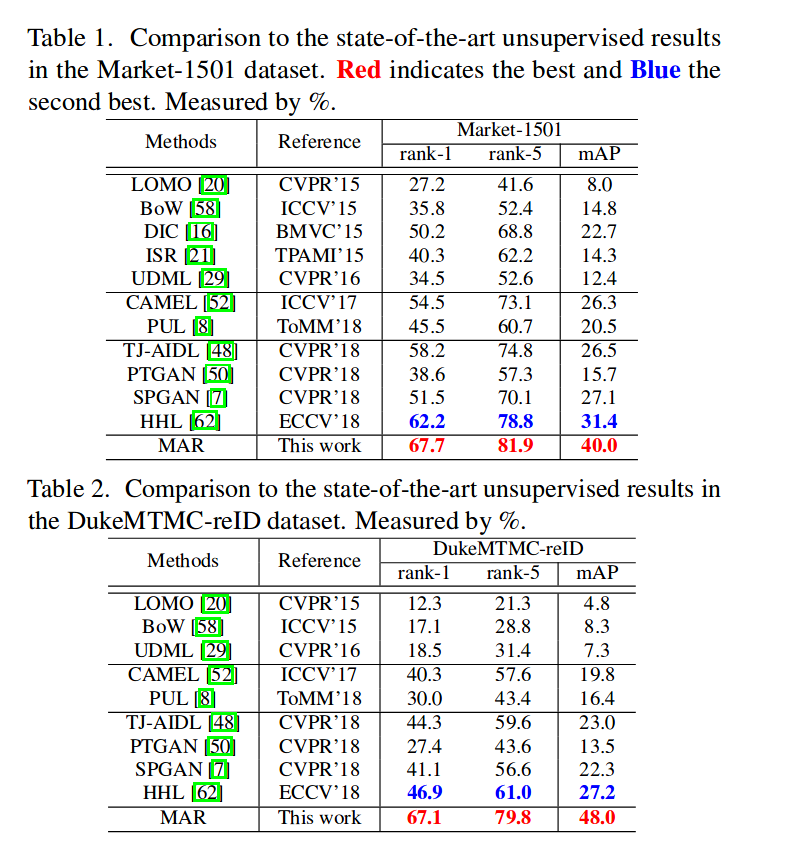 Table 1. Comparison to the state-of-the-art unsupervised results
in the Market-1501 dataset. Red indicates the best and Blue the
second best. Measured by %.
Methods Reference Market-1501
rank-1 rank-5 mAP
LOMO [20] CVPR'15 27.2 41.6 8.0
BoW [58] ICCV'15 35.8 52.4 14.8
DIC [16] BMVC'15 50.2 68.8 22.7
ISR [21] TPAMI'15 40.3 62.2 14.3
UDML [29] CVPR'16 34.5 52.6 12.4
CAMEL [52] ICCV'17 54.5 73.1 26.3
PUL [8] ToMM'18 45.5 60.7 20.5
TJ-AIDL [48] CVPR'18 58.2 74.8 26.5
PTGAN [50] CVPR'18 38.6 57.3 15.7
SPGAN [7] CVPR'18 51.5 70.1 27.1
HHL [62] ECCV'18 62.2 78.8 31.4
MAR This work 67.7 81.9 40.0
Table 2. Comparison to the state-of-the-art unsupervised results in
the DukeMTMC-reID dataset. Measured by %.
Methods Reference DukeMTMC-reID
rank-1 rank-5 mAP
LOMO [20] CVPR'15 12.3 21.3 4.8
BoW [58] ICCV'15 17.1 28.8 8.3
UDML [29] CVPR'16 18.5 31.4 7.3
CAMEL [52] ICCV'17 40.3 57.6 19.8
PUL [8] ToMM'18 30.0 43.4 16.4
TJ-AIDL [48] CVPR'18 44.3 59.6 23.0
PTGAN [50] CVPR'18 27.4 43.6 13.5
SPGAN [7] CVPR'18 41.1 56.6 22.3
HHL [62] ECCV'18 46.9 61.0 27.2
MAR This work 67.1 79.8 48.0